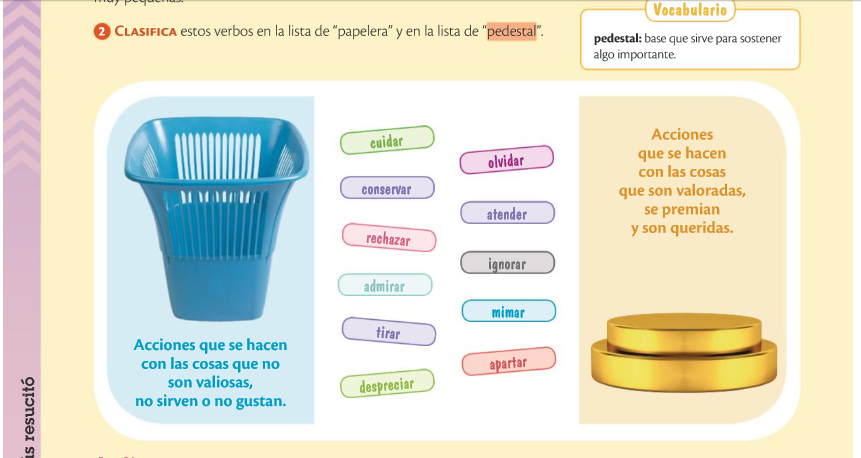 muy pequeñas.
2 CLASIFICA estos verbos en la lista de “papelera” y en la lista de “pedestal”.
Vocabulario
pedestal: base que sirve para sostener
algo importante.
cuidar
conservar
rechazar
admirar
tirar
despreciar
olvidar
atender
ignorar
mimar
apartar
Acciones que se hacen
con las cosas que no
son valiosas,
no sirven o no gustan.
Acciones
que se hacen
con las cosas
que son valoradas,
se premian
y son queridas.
resucitó